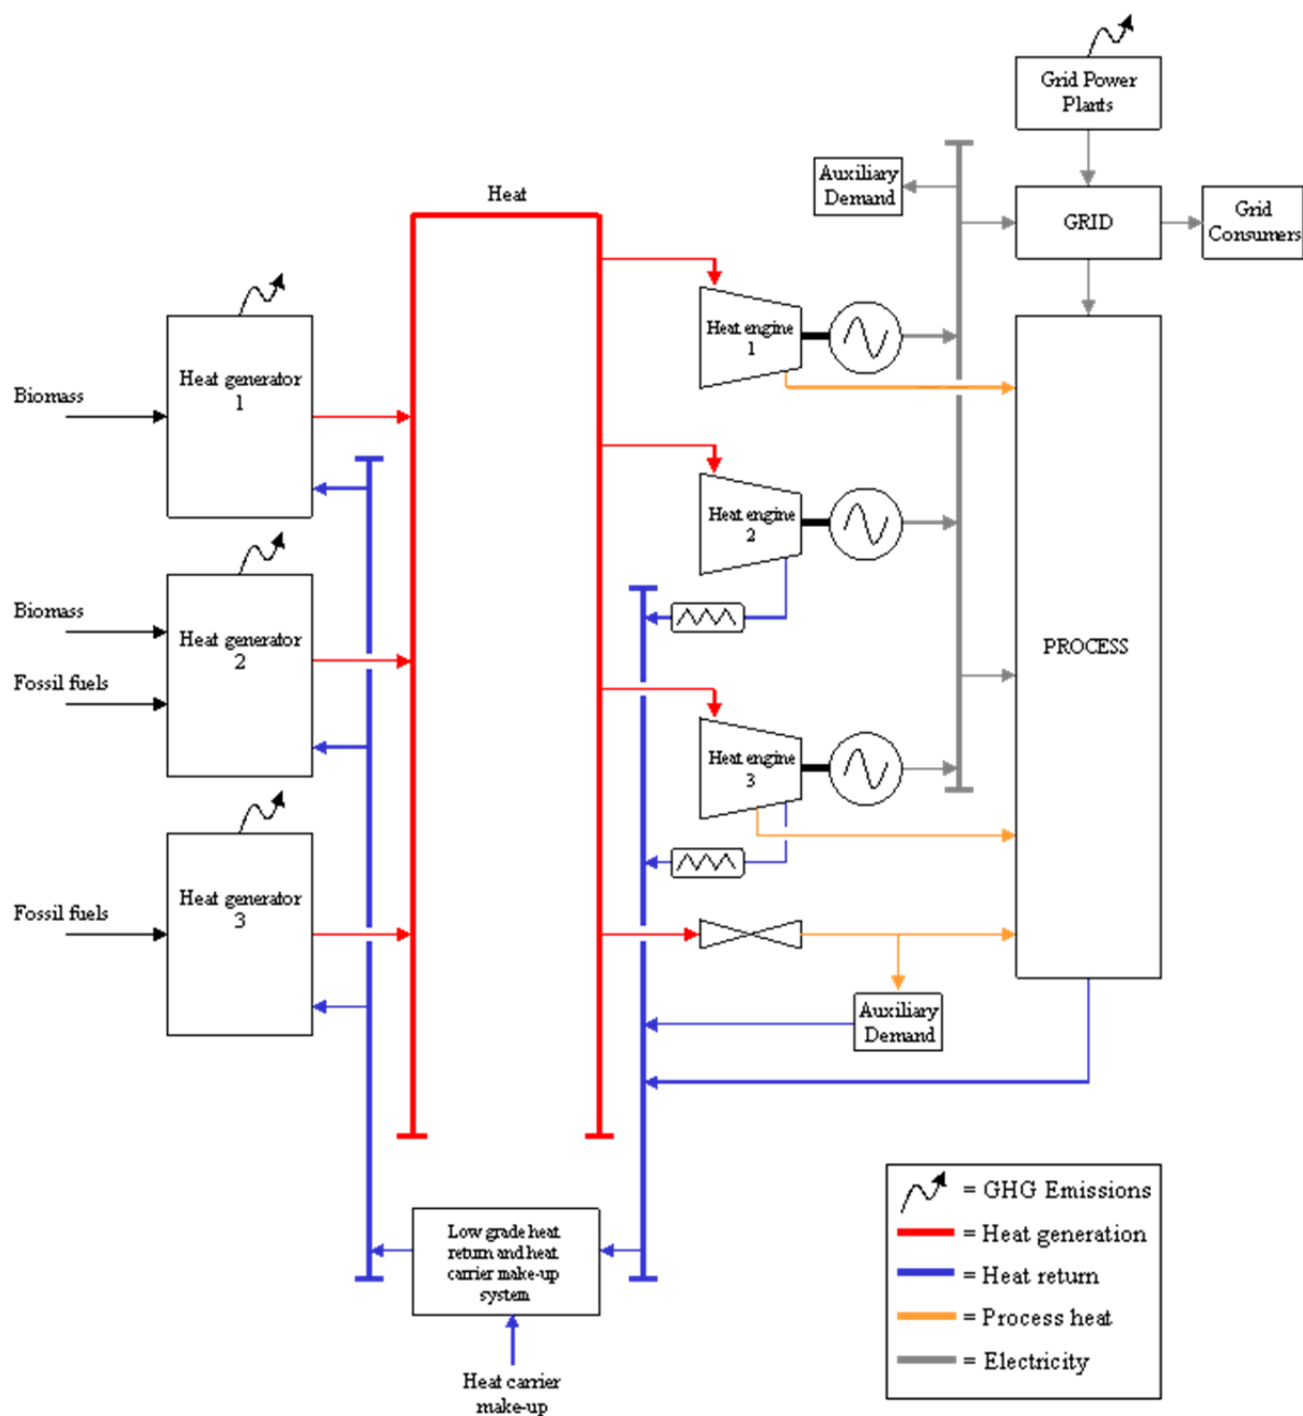 Grid Power
Plants
Auxiliary
Demand
GRID
Grid
Consumers
Heat
Heat generator
1
Biomass
Heat engine
1
Heat engine
2
Biomass
Heat generator
2
Fossil fuels
PROCESS
Heat engine
3
Heat generator
3
Fossil fuels
Auxiliary
Demand
Low grade heat
return and heat
carrier make-up
system
Heat carrier
make-up
= GHG Emissions
= Heat generation
= Heat return
= Process heat
= Electricity